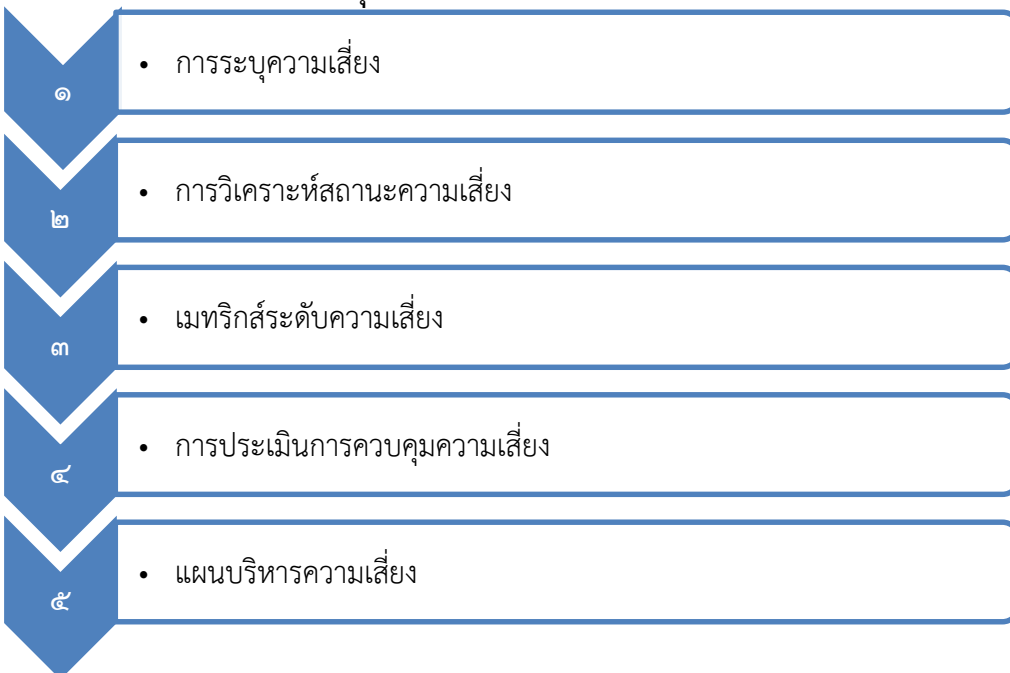 ๑
• การระบุความเสี่ยง
๒
• การวิเคราะห์สถานะความเสี่ยง
๓
• เมทริกส์ระดับความเสี่ยง
๔
• การประเมินการควบคุมความเสี่ยง
๕
• แผนบริหารความเสี่ยง